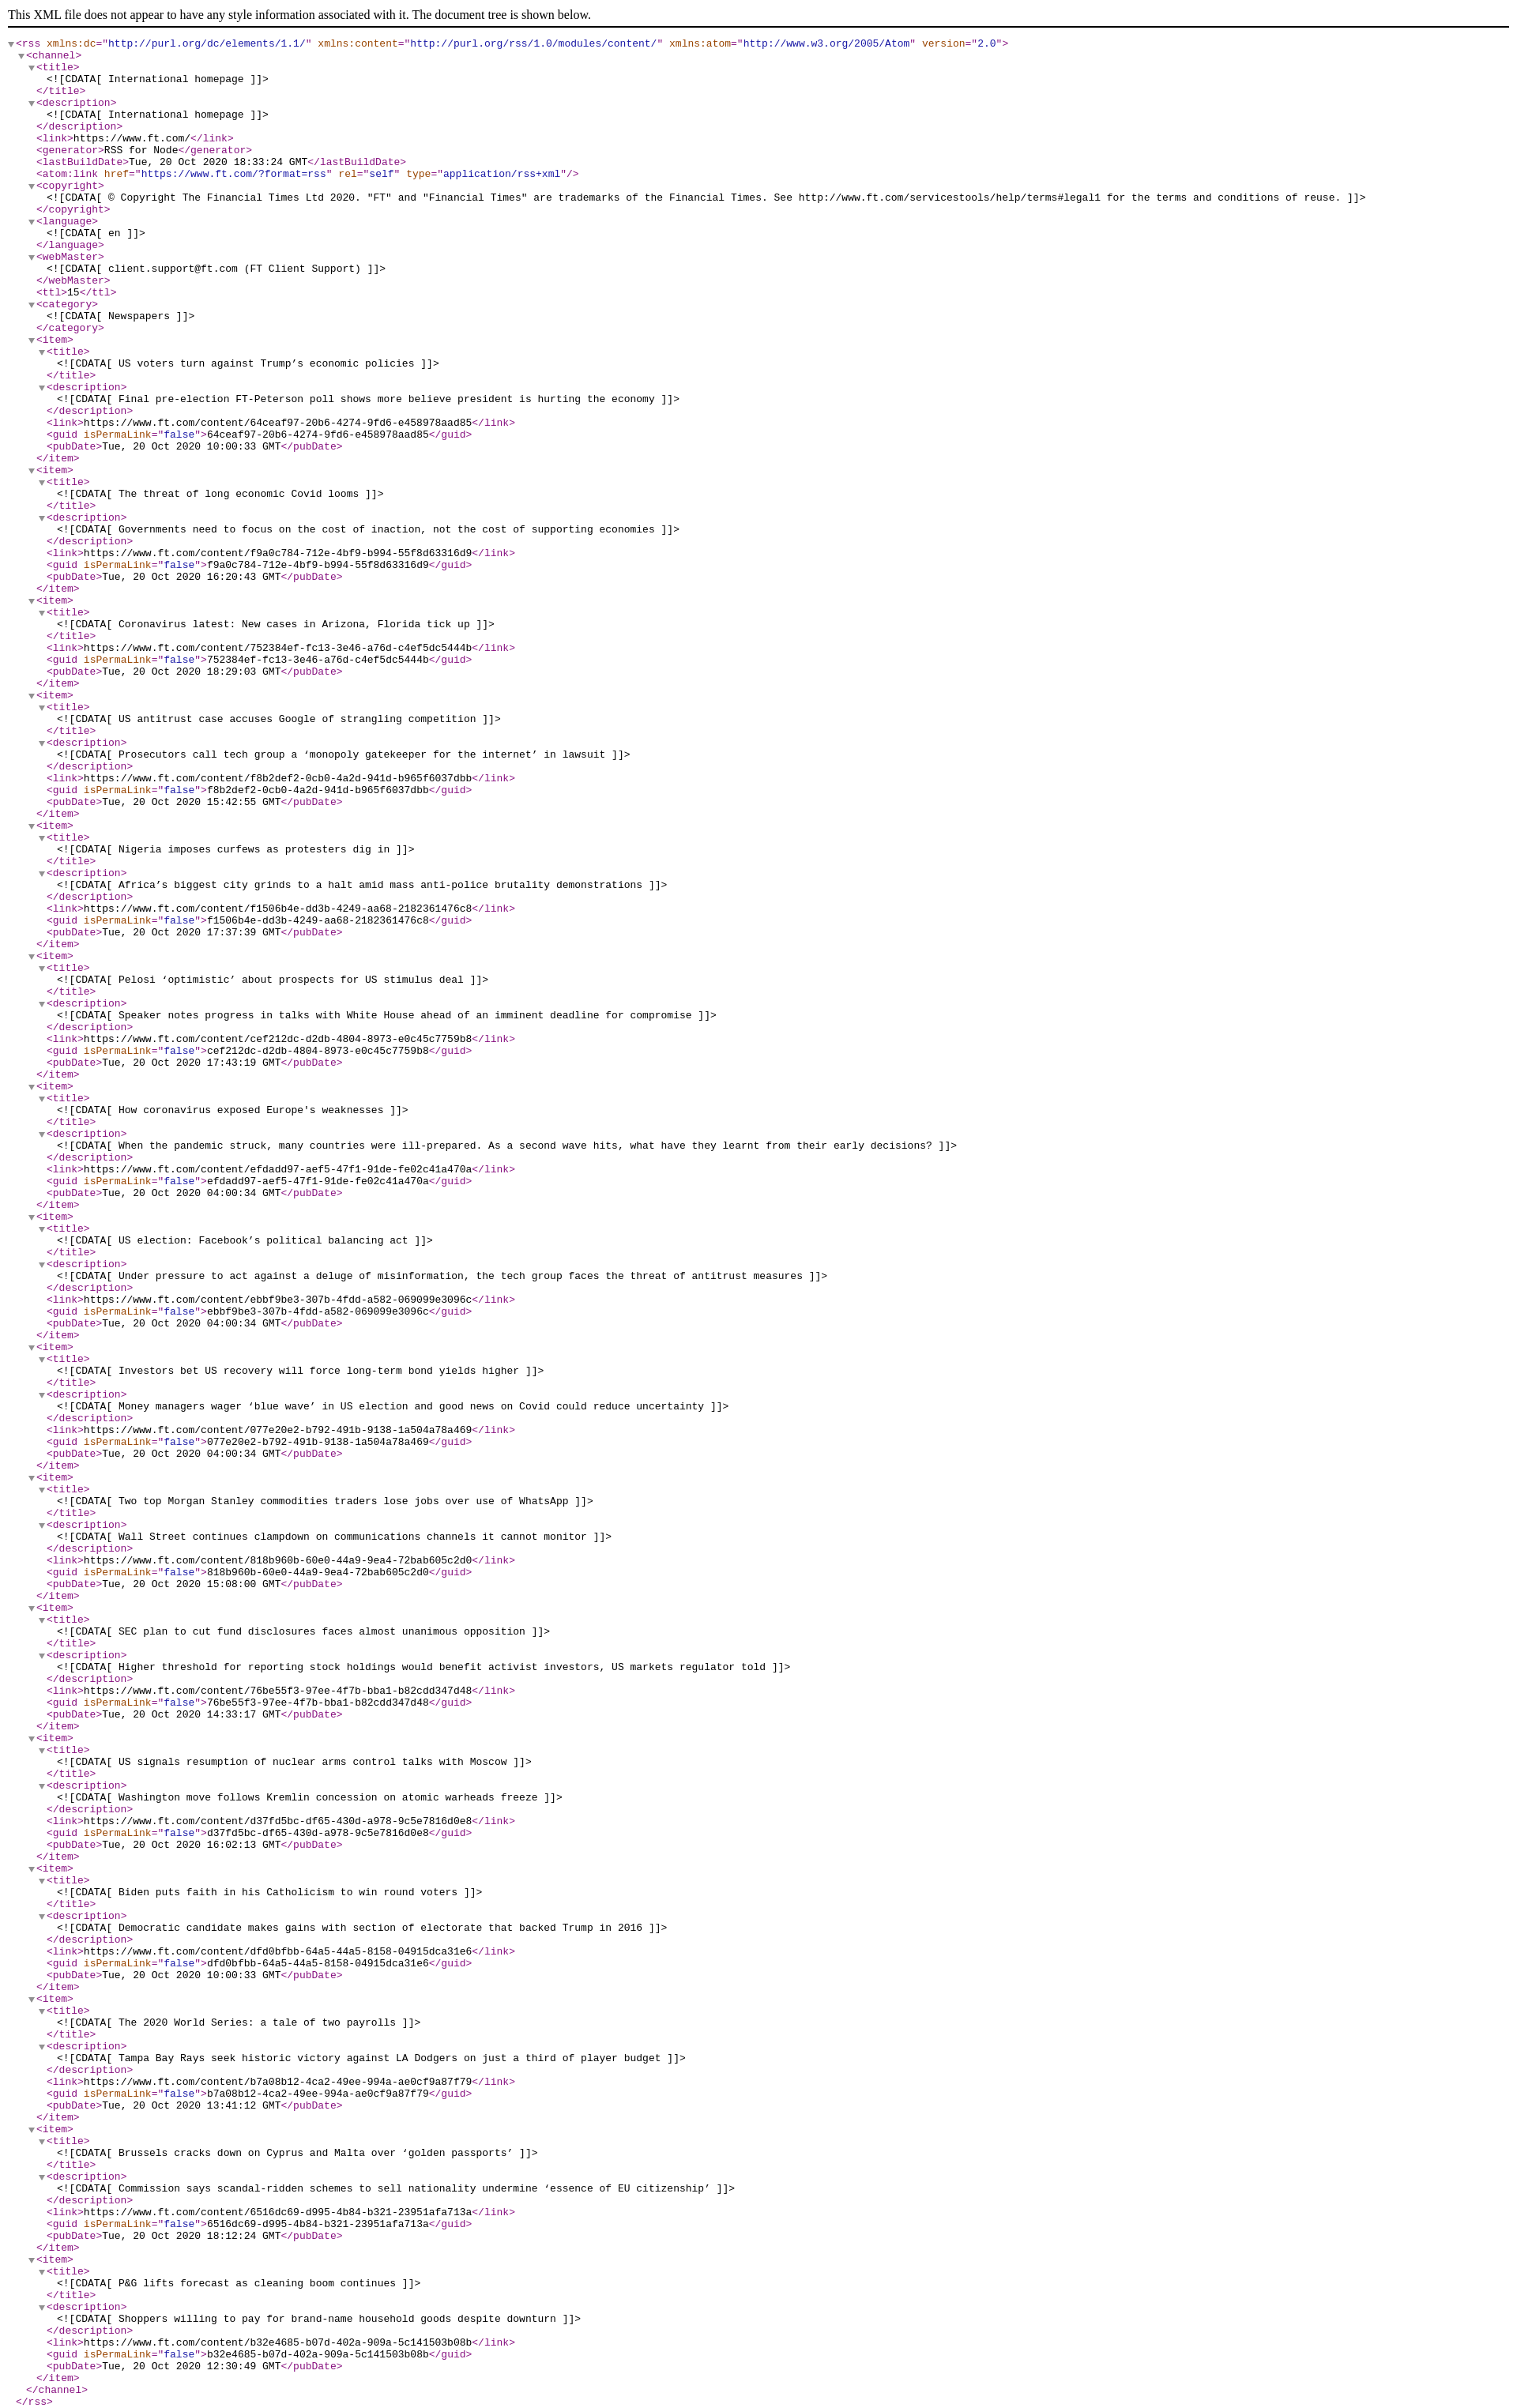 This XML file does not appear to have any style information associated with it. The document tree is shown below.
<rss xmlns:dc="http://purl.org/dc/elements/1.1/" xmlns:content="http://purl.org/rss/1.0/modules/content/" xmlns:atom="http://www.w3.org/2005/Atom" version="2.0">
<channel>
<title>
<![CDATA[ International homepage ]]>
</title>
<description>
<![CDATA[ International homepage ]]>
</description>
<link>https://www.ft.com/</link>
<generator>RSS for Node</generator>
<lastBuildDate>Tue, 20 Oct 2020 18:33:24 GMT</lastBuildDate>
<atom:link href="https://www.ft.com/?format=rss" rel="self" type="application/rss+xml"/>
<copyright>
<![CDATA[ © Copyright The Financial Times Ltd 2020. "FT" and "Financial Times" are trademarks of the Financial Times. See http://www.ft.com/servicestools/help/terms#legal1 for the terms and conditions of reuse. ]]>
</copyright>
<language>
<![CDATA[ en ]]>
</language>
<webMaster>
<![CDATA[ client.support@ft.com (FT Client Support) ]]>
</webMaster>
<ttl>15</ttl>
<category>
<![CDATA[ Newspapers ]]>
</category>
<item>
<title>
<![CDATA[ US voters turn against Trump’s economic policies ]]>
</title>
<description>
<![CDATA[ Final pre-election FT-Peterson poll shows more believe president is hurting the economy ]]>
</description>
<link>https://www.ft.com/content/64ceaf97-20b6-4274-9fd6-e458978aad85</link>
<guid isPermaLink="false">64ceaf97-20b6-4274-9fd6-e458978aad85</guid>
<pubDate>Tue, 20 Oct 2020 10:00:33 GMT</pubDate>
</item>
<item>
<title>
<![CDATA[ The threat of long economic Covid looms ]]>
</title>
<description>
<![CDATA[ Governments need to focus on the cost of inaction, not the cost of supporting economies ]]>
</description>
<link>https://www.ft.com/content/f9a0c784-712e-4bf9-b994-55f8d63316d9</link>
<guid isPermaLink="false">f9a0c784-712e-4bf9-b994-55f8d63316d9</guid>
<pubDate>Tue, 20 Oct 2020 16:20:43 GMT</pubDate>
</item>
<item>
<title>
<![CDATA[ Coronavirus latest: New cases in Arizona, Florida tick up ]]>
</title>
<link>https://www.ft.com/content/752384ef-fc13-3e46-a76d-c4ef5dc5444b</link>
<guid isPermaLink="false">752384ef-fc13-3e46-a76d-c4ef5dc5444b</guid>
<pubDate>Tue, 20 Oct 2020 18:29:03 GMT</pubDate>
</item>
<item>
<title>
<![CDATA[ US antitrust case accuses Google of strangling competition ]]>
</title>
<description>
<![CDATA[ Prosecutors call tech group a ‘monopoly gatekeeper for the internet’ in lawsuit ]]>
</description>
<link>https://www.ft.com/content/f8b2def2-0cb0-4a2d-941d-b965f6037dbb</link>
<guid isPermaLink="false">f8b2def2-0cb0-4a2d-941d-b965f6037dbb</guid>
<pubDate>Tue, 20 Oct 2020 15:42:55 GMT</pubDate>
</item>
<item>
<title>
<![CDATA[ Nigeria imposes curfews as protesters dig in ]]>
</title>
<description>
<![CDATA[ Africa’s biggest city grinds to a halt amid mass anti-police brutality demonstrations ]]>
</description>
<link>https://www.ft.com/content/f1506b4e-dd3b-4249-aa68-2182361476c8</link>
<guid isPermaLink="false">f1506b4e-dd3b-4249-aa68-2182361476c8</guid>
<pubDate>Tue, 20 Oct 2020 17:37:39 GMT</pubDate>
</item>
<item>
<title>
<![CDATA[ Pelosi ‘optimistic’ about prospects for US stimulus deal ]]>
</title>
<description>
<![CDATA[ Speaker notes progress in talks with White House ahead of an imminent deadline for compromise ]]>
</description>
<link>https://www.ft.com/content/cef212dc-d2db-4804-8973-e0c45c7759b8</link>
<guid isPermaLink="false">cef212dc-d2db-4804-8973-e0c45c7759b8</guid>
<pubDate>Tue, 20 Oct 2020 17:43:19 GMT</pubDate>
</item>
<item>
<title>
<![CDATA[ How coronavirus exposed Europe's weaknesses ]]>
</title>
<description>
<![CDATA[ When the pandemic struck, many countries were ill-prepared. As a second wave hits, what have they learnt from their early decisions? ]]>
</description>
<link>https://www.ft.com/content/efdadd97-aef5-47f1-91de-fe02c41a470a</link>
<guid isPermaLink="false">efdadd97-aef5-47f1-91de-fe02c41a470a</guid>
<pubDate>Tue, 20 Oct 2020 04:00:34 GMT</pubDate>
</item>
<item>
<title>
<![CDATA[ US election: Facebook’s political balancing act ]]>
</title>
<description>
<![CDATA[ Under pressure to act against a deluge of misinformation, the tech group faces the threat of antitrust measures ]]>
</description>
<link>https://www.ft.com/content/ebbf9be3-307b-4fdd-a582-069099e3096c</link>
<guid isPermaLink="false">ebbf9be3-307b-4fdd-a582-069099e3096c</guid>
<pubDate>Tue, 20 Oct 2020 04:00:34 GMT</pubDate>
</item>
<item>
<title>
<![CDATA[ Investors bet US recovery will force long-term bond yields higher ]]>
</title>
<description>
<![CDATA[ Money managers wager ‘blue wave’ in US election and good news on Covid could reduce uncertainty ]]>
</description>
<link>https://www.ft.com/content/077e20e2-b792-491b-9138-1a504a78a469</link>
<guid isPermaLink="false">077e20e2-b792-491b-9138-1a504a78a469</guid>
<pubDate>Tue, 20 Oct 2020 04:00:34 GMT</pubDate>
</item>
<item>
<title>
<![CDATA[ Two top Morgan Stanley commodities traders lose jobs over use of WhatsApp ]]>
</title>
<description>
<![CDATA[ Wall Street continues clampdown on communications channels it cannot monitor ]]>
</description>
<link>https://www.ft.com/content/818b960b-60e0-44a9-9ea4-72bab605c2d0</link>
<guid isPermaLink="false">818b960b-60e0-44a9-9ea4-72bab605c2d0</guid>
<pubDate>Tue, 20 Oct 2020 15:08:00 GMT</pubDate>
</item>
<item>
<title>
<![CDATA[ SEC plan to cut fund disclosures faces almost unanimous opposition ]]>
</title>
<description>
<![CDATA[ Higher threshold for reporting stock holdings would benefit activist investors, US markets regulator told ]]>
</description>
<link>https://www.ft.com/content/76be55f3-97ee-4f7b-bba1-b82cdd347d48</link>
<guid isPermaLink="false">76be55f3-97ee-4f7b-bba1-b82cdd347d48</guid>
<pubDate>Tue, 20 Oct 2020 14:33:17 GMT</pubDate>
</item>
<item>
<title>
<![CDATA[ US signals resumption of nuclear arms control talks with Moscow ]]>
</title>
<description>
<![CDATA[ Washington move follows Kremlin concession on atomic warheads freeze ]]>
</description>
<link>https://www.ft.com/content/d37fd5bc-df65-430d-a978-9c5e7816d0e8</link>
<guid isPermaLink="false">d37fd5bc-df65-430d-a978-9c5e7816d0e8</guid>
<pubDate>Tue, 20 Oct 2020 16:02:13 GMT</pubDate>
</item>
<item>
<title>
<![CDATA[ Biden puts faith in his Catholicism to win round voters ]]>
</title>
<description>
<![CDATA[ Democratic candidate makes gains with section of electorate that backed Trump in 2016 ]]>
</description>
<link>https://www.ft.com/content/dfd0bfbb-64a5-44a5-8158-04915dca31e6</link>
<guid isPermaLink="false">dfd0bfbb-64a5-44a5-8158-04915dca31e6</guid>
<pubDate>Tue, 20 Oct 2020 10:00:33 GMT</pubDate>
</item>
<item>
<title>
<![CDATA[ The 2020 World Series: a tale of two payrolls ]]>
</title>
<description>
<![CDATA[ Tampa Bay Rays seek historic victory against LA Dodgers on just a third of player budget ]]>
</description>
<link>https://www.ft.com/content/b7a08b12-4ca2-49ee-994a-ae0cf9a87f79</link>
<guid isPermaLink="false">b7a08b12-4ca2-49ee-994a-ae0cf9a87f79</guid>
<pubDate>Tue, 20 Oct 2020 13:41:12 GMT</pubDate>
</item>
<item>
<title>
<![CDATA[ Brussels cracks down on Cyprus and Malta over ‘golden passports’ ]]>
</title>
<description>
<![CDATA[ Commission says scandal-ridden schemes to sell nationality undermine ‘essence of EU citizenship’ ]]>
</description>
<link>https://www.ft.com/content/6516dc69-d995-4b84-b321-23951afa713a</link>
<guid isPermaLink="false">6516dc69-d995-4b84-b321-23951afa713a</guid>
<pubDate>Tue, 20 Oct 2020 18:12:24 GMT</pubDate>
</item>
<item>
<title>
<![CDATA[ P&G lifts forecast as cleaning boom continues ]]>
</title>
<description>
<![CDATA[ Shoppers willing to pay for brand-name household goods despite downturn ]]>
</description>
<link>https://www.ft.com/content/b32e4685-b07d-402a-909a-5c141503b08b</link>
<guid isPermaLink="false">b32e4685-b07d-402a-909a-5c141503b08b</guid>
<pubDate>Tue, 20 Oct 2020 12:30:49 GMT</pubDate>
</item>
</channel>
</rss>